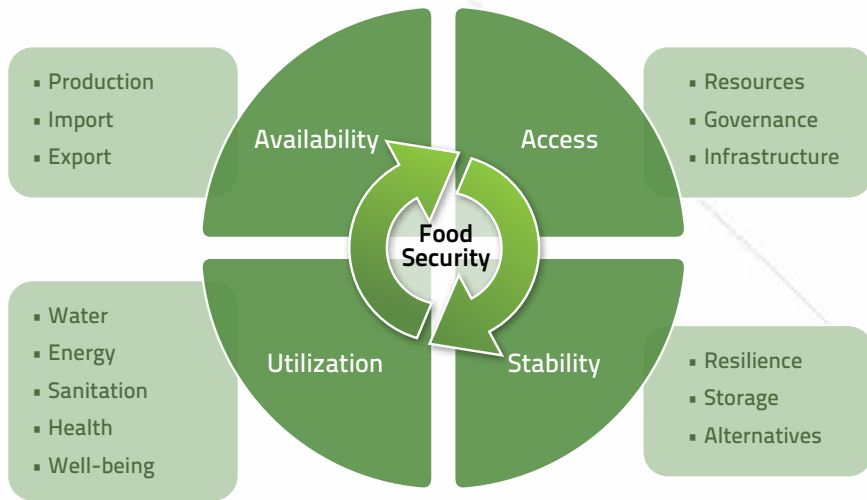 ▪ Production
▪ Import
▪ Export
Availability
Access
▪ Resources
▪ Governance
▪ Infrastructure
Food
Security
▪ Water
▪ Energy
▪ Sanitation
▪ Health
▪ Well-being
Utilization
Stability
▪ Resilience
▪ Storage
▪ Alternatives